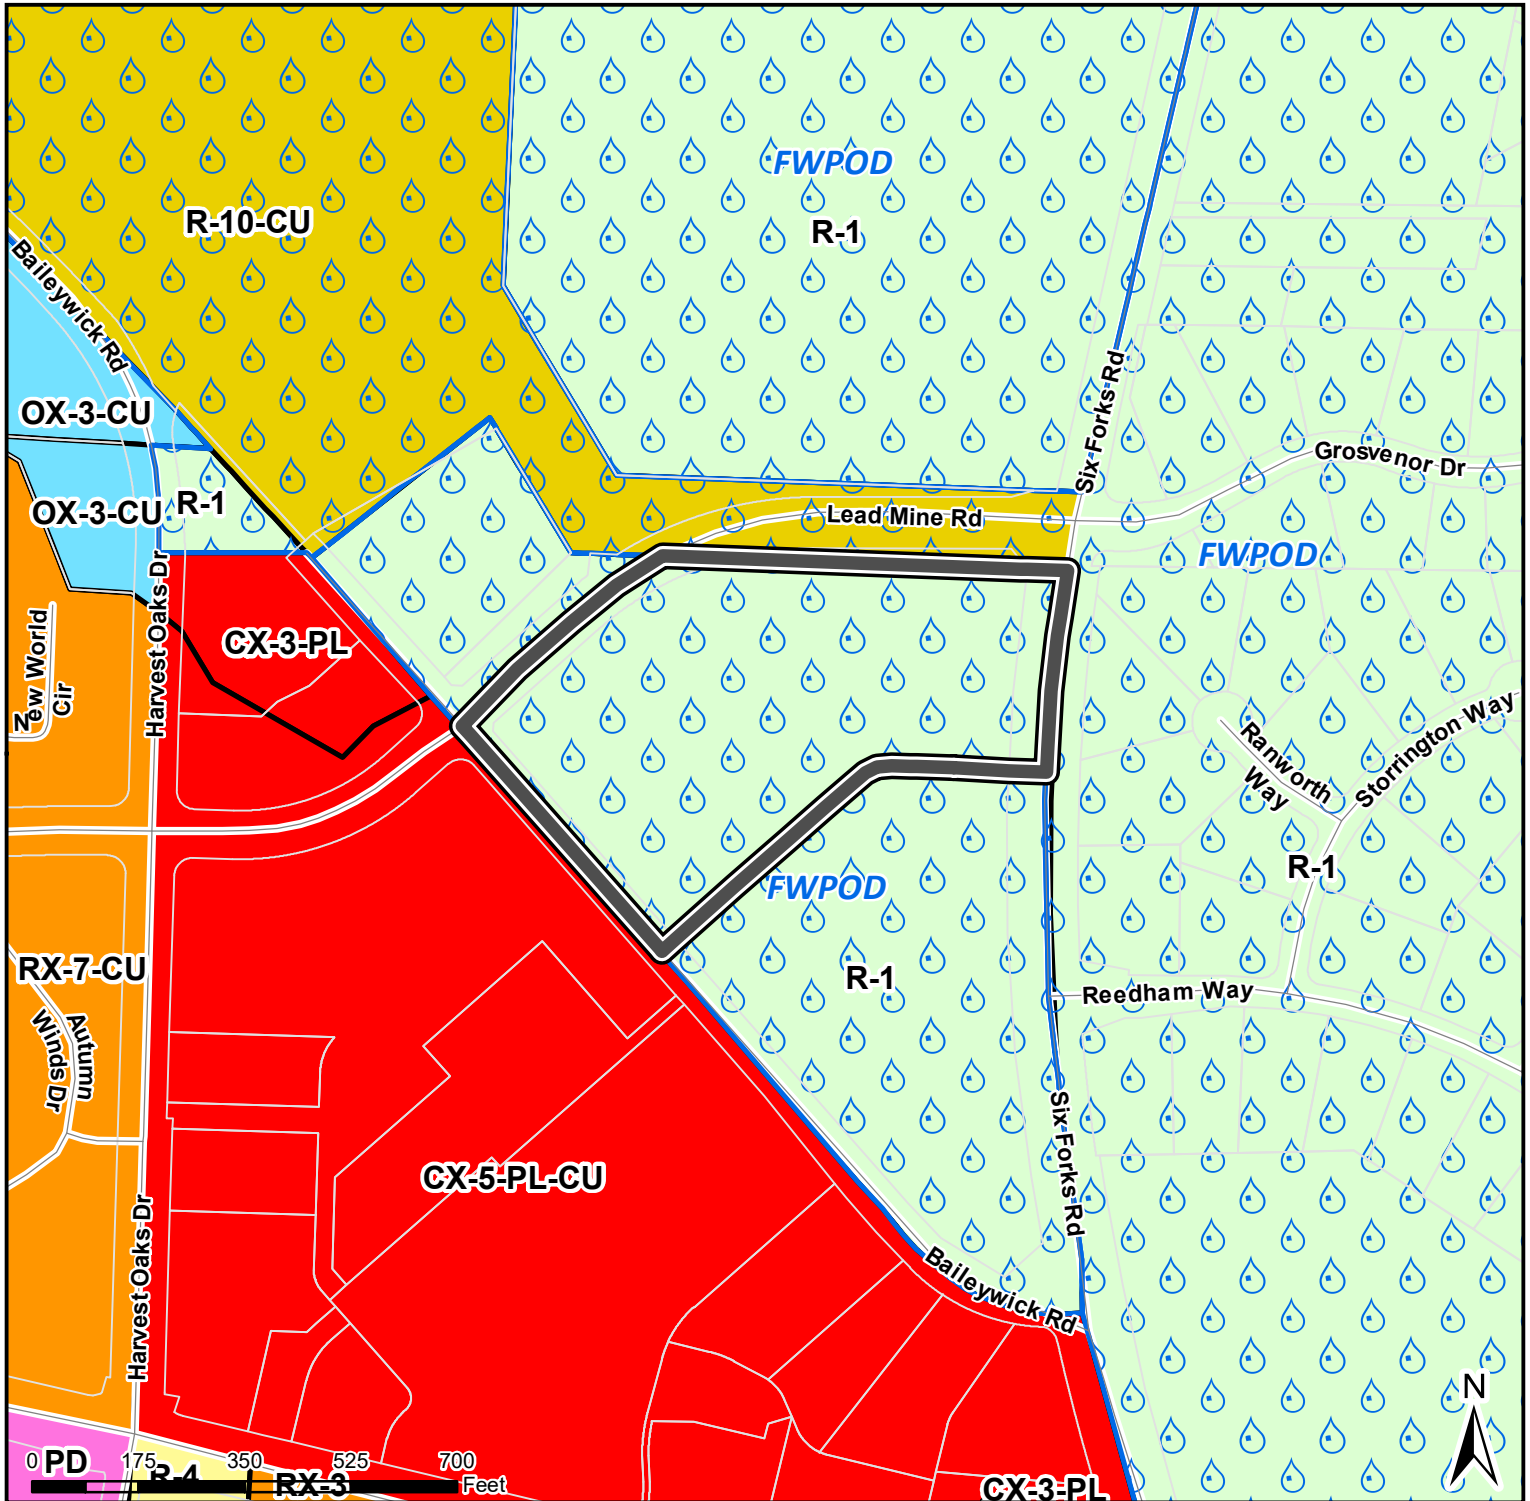 FWPOD
R-10-CU
R-1
Baileywick Rd
Six Forks Rd
OX-3-CU
Grosvenor Dr
OX-3-CU
R-1
Lead Mine Rd
FWPOD
Harvest Oaks Dr
CX-3-PL
New World
Cir
Ranworth
Way
Storrington Way
R-1
FWPOD
RX-7-CU
R-1
Reedham Way
Autumn
Winds Dr
Six Forks Rd
CX-5-PL-CU
Harvest Oaks Dr
Baileywick Rd
N
0 175 350 525 700
Feet
PD
R-4
RX-3
CX-3-PL